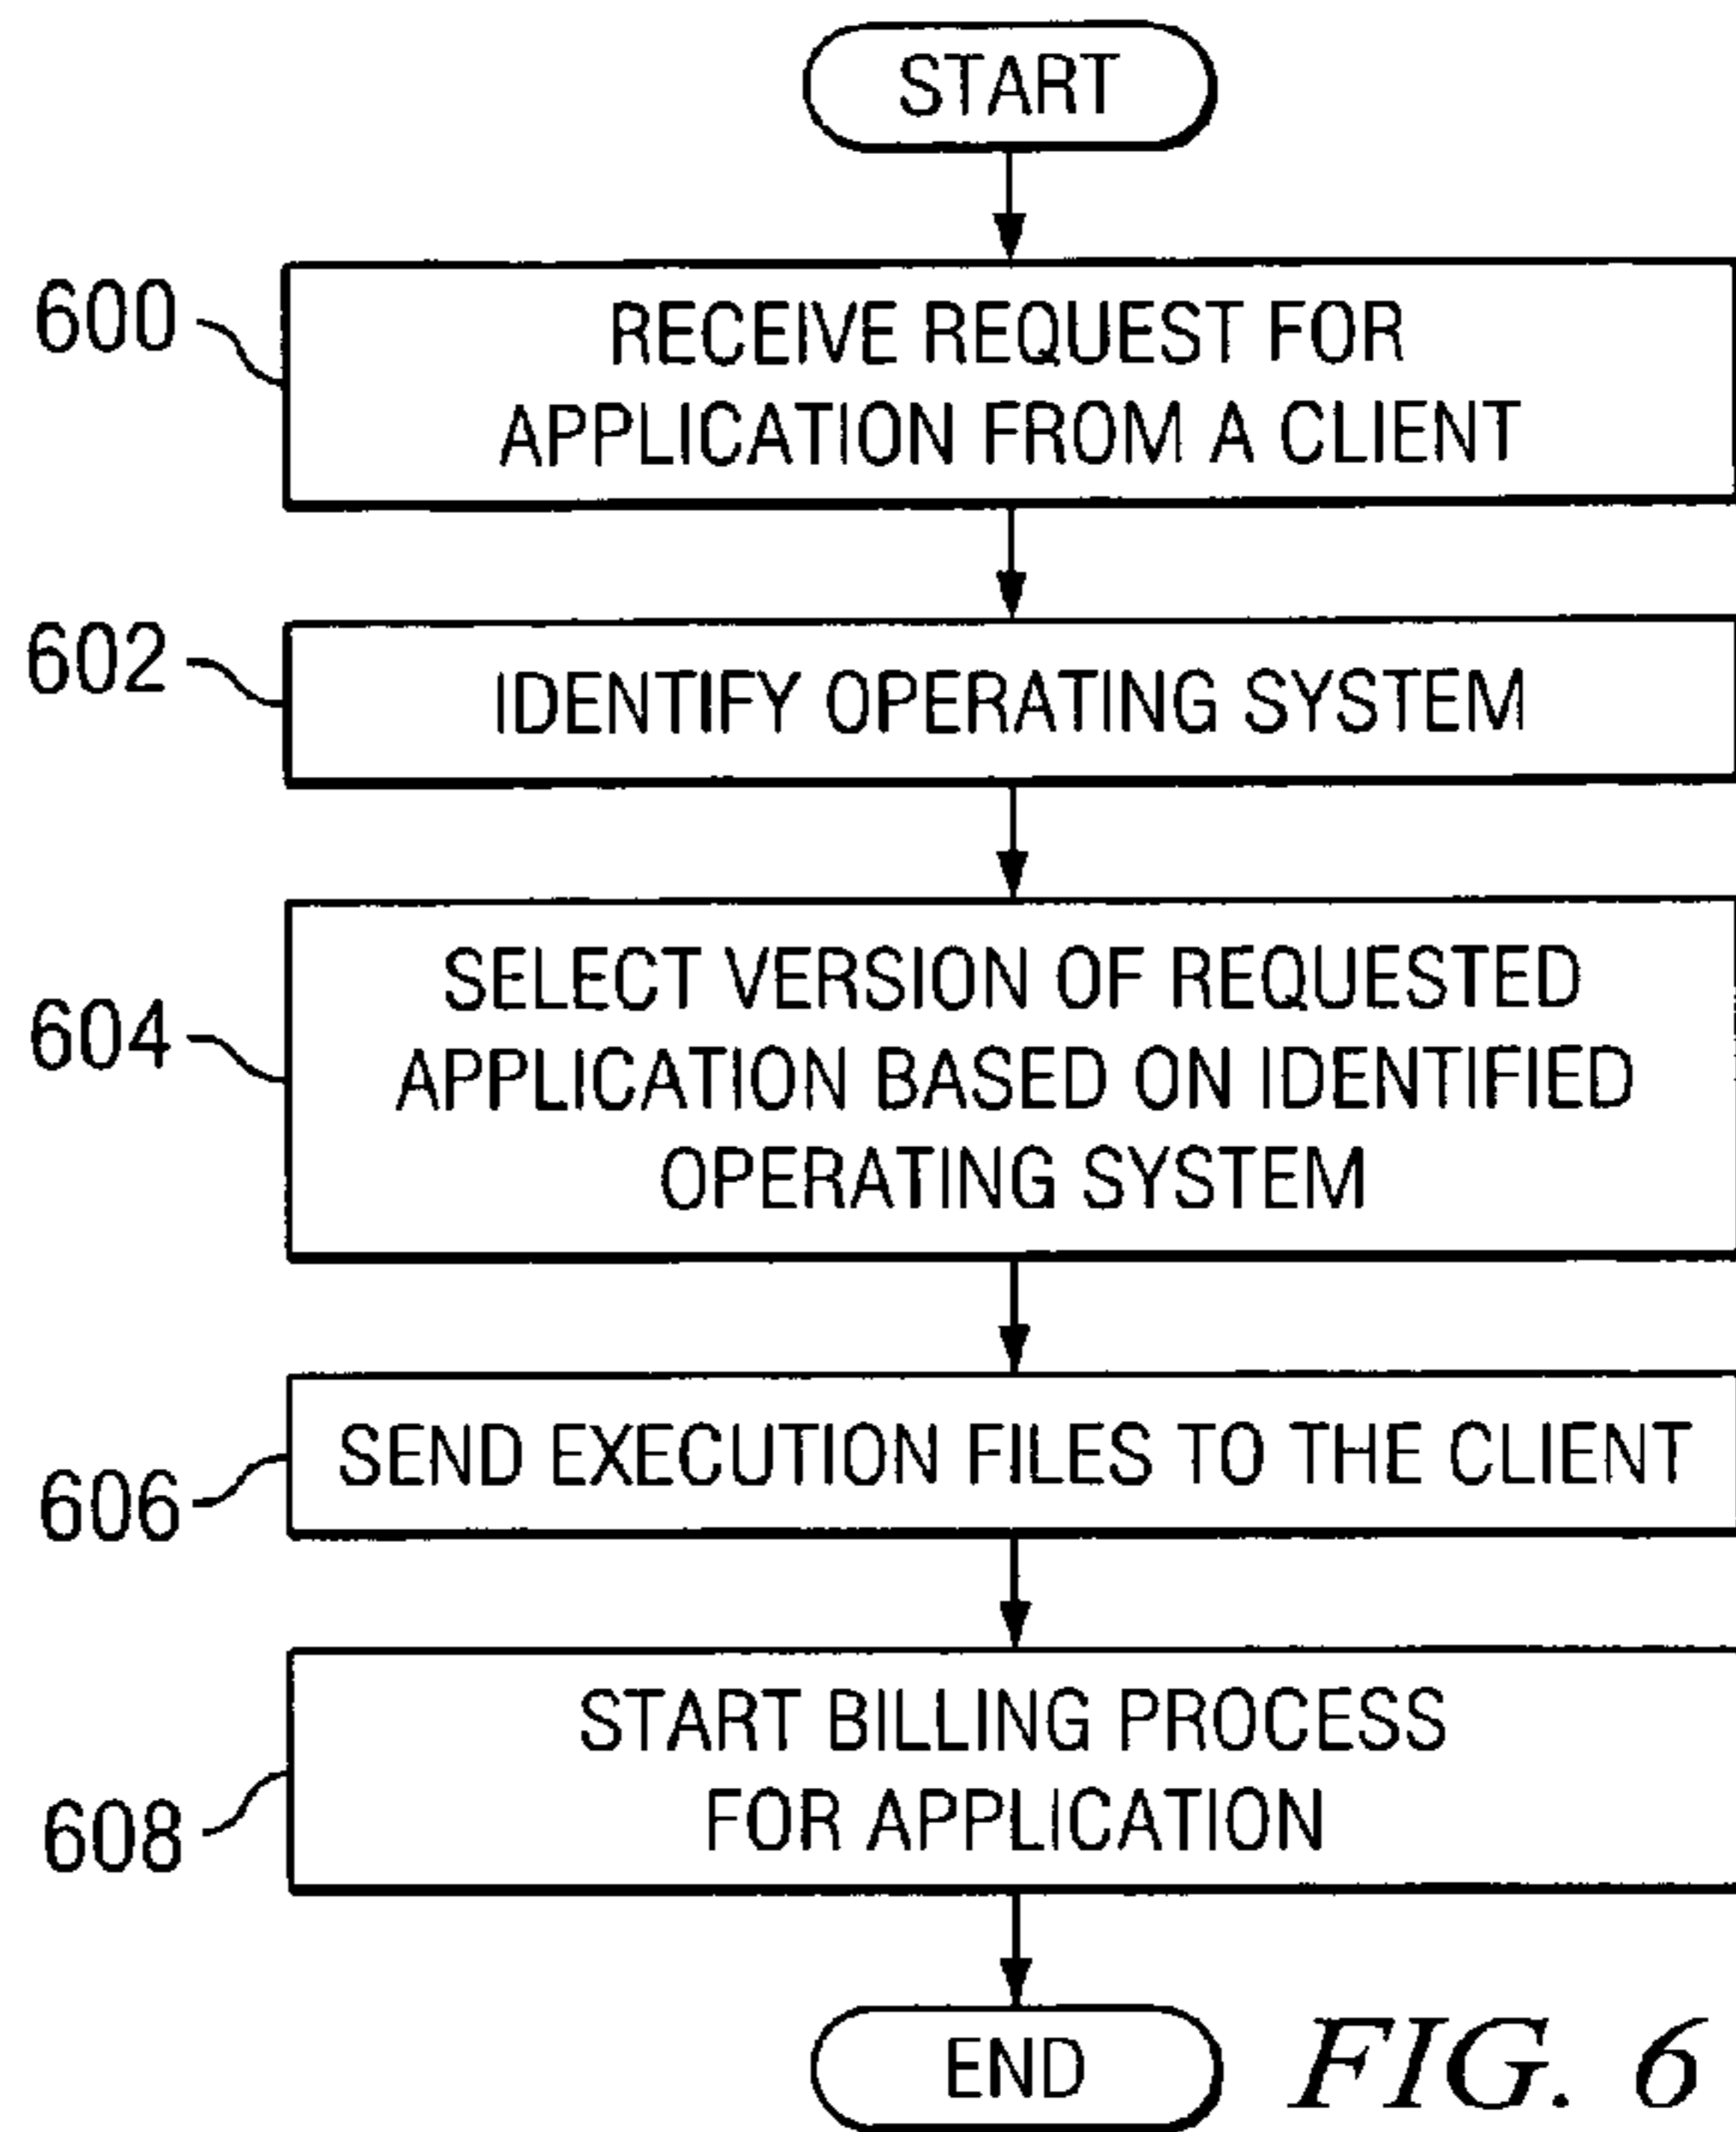 START
600
RECEIVE REQUEST FOR
APPLICATION FROM A CLIENT
602
IDENTIFY OPERATING SYSTEM
604
SELECT VERSION OF REQUESTED
APPLICATION BASED ON IDENTIFIED
OPERATING SYSTEM
606
SEND EXECUTION FILES TO THE CLIENT
608
START BILLING PROCESS
FOR APPLICATION
END
FIG. 6